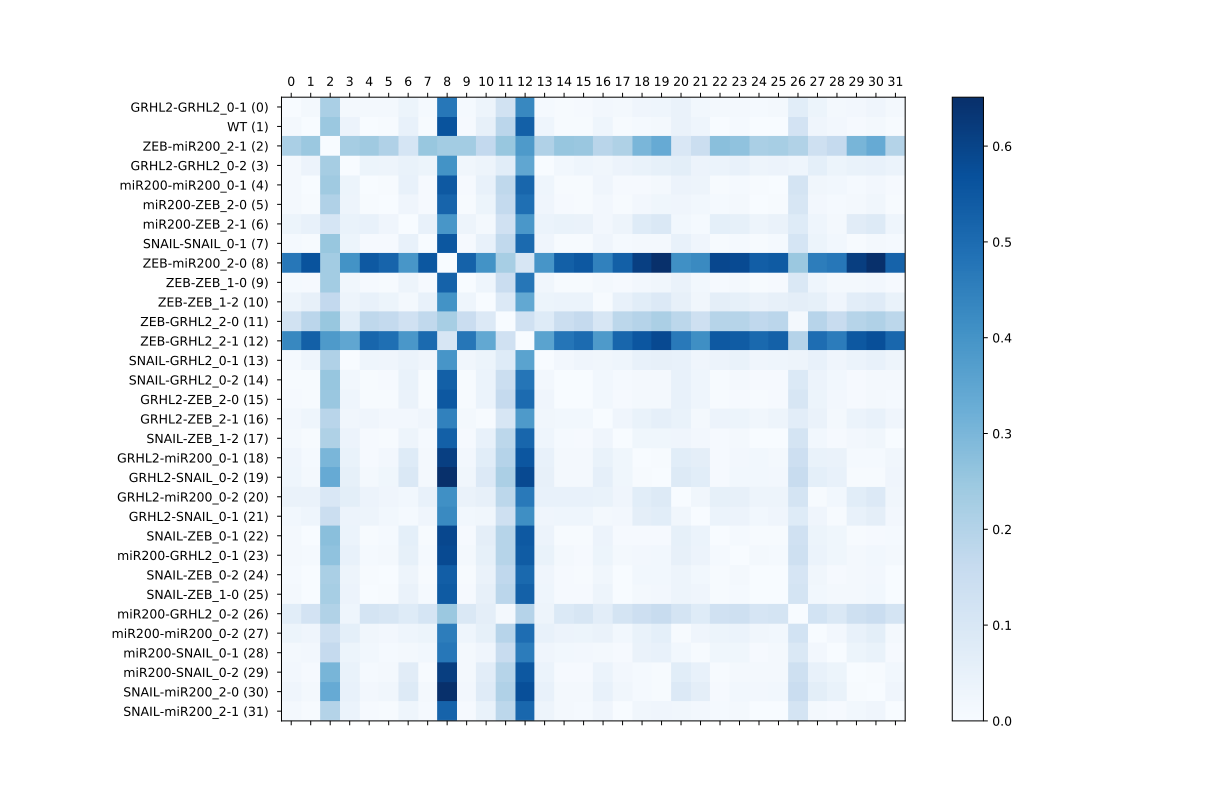 0 1 2 3 4 5 6 7 8 9 10 11 12 13 14 15 16 17 18 19 20 21 22 23 24 25 26 27 28 29 30 31
GRHL2-GRHL2_0-1 (0)
WT (1)
ZEB-miR200_2-1 (2)
GRHL2-GRHL2_0-2 (3)
miR200-miR200_0-1 (4)
miR200-ZEB_2-0 (5)
miR200-ZEB_2-1 (6)
SNAIL-SNAIL_0-1 (7)
ZEB-miR200_2-0 (8)
ZEB-ZEB_1-0 (9)
ZEB-ZEB_1-2 (10)
ZEB-GRHL2_2-0 (11)
ZEB-GRHL2_2-1 (12)
SNAIL-GRHL2_0-1 (13)
SNAIL-GRHL2_0-2 (14)
GRHL2-ZEB_2-0 (15)
GRHL2-ZEB_2-1 (16)
SNAIL-ZEB_1-2 (17)
GRHL2-miR200_0-1 (18)
GRHL2-SNAIL_0-2 (19)
GRHL2-miR200_0-2 (20)
GRHL2-SNAIL_0-1 (21)
SNAIL-ZEB_0-1 (22)
miR200-GRHL2_0-1 (23)
SNAIL-ZEB_0-2 (24)
SNAIL-ZEB_1-0 (25)
miR200-GRHL2_0-2 (26)
miR200-miR200_0-2 (27)
miR200-SNAIL_0-1 (28)
miR200-SNAIL_0-2 (29)
SNAIL-miR200_2-0 (30)
SNAIL-miR200_2-1 (31)
0.6
0.5
0.4
0.3
0.2
0.1
0.0